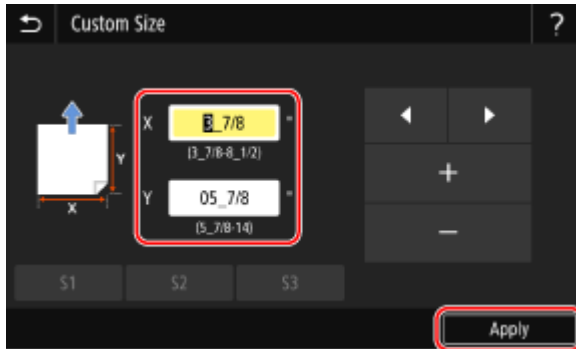 Custom Size ?
X 3_7/8 "
(3_7/8-8_1/2)
Y
X
Y 05_7/8 "
(5_7/8-14)
+
−
S1 S2 S3
Apply